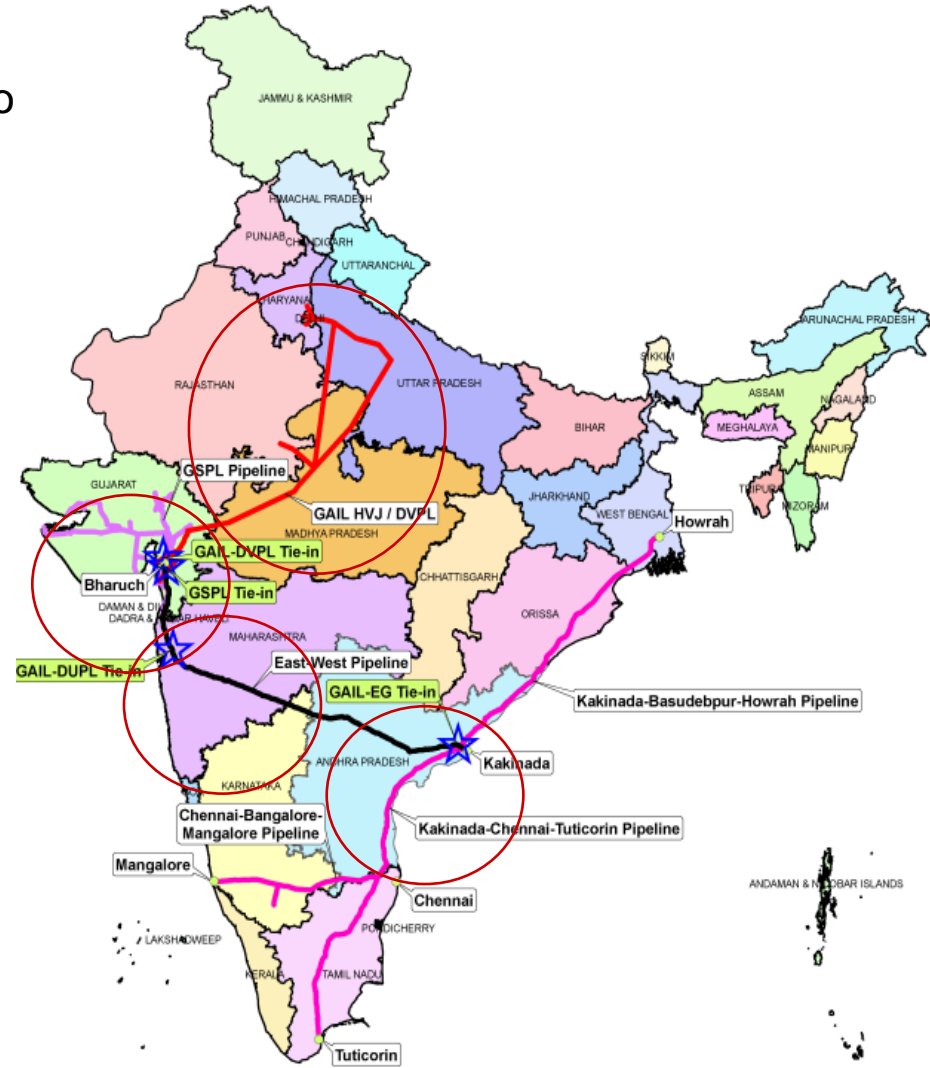 o
JAMMU & KASHMIR
HIMACHAL PRADESH
PUNJAB
CHANDIGARH
UTTARANCHAL
HARYANA
DELHI
ARUNACHAL PRADESH
SIKKIM
RAJASTHAN
UTTAR PRADESH
ASSAM
NAGALAND
BIHAR
MEGHALAYA
MANIPUR
GSPL Pipeline
GUJARAT
TRIPURA
JHARKHAND
MIZORAM
GAIL HVJ / DVPL
WEST BENGAL
Howrah
MADHYA PRADESH
GAIL-DVPL Tie-in
CHHATTISGARH
Bharuch
GSPL Tie-in
DAMAN & DIU
DADRA & NAGAR HAVELI
ORISSA
MAHARASHTRA
East-West Pipeline
GAIL-DUPL Tie-in
GAIL-EG Tie-in
Kakinada-Basudebpur-Howrah Pipeline
ANDHRA PRADESH
Kakinada
KARNATAKA
Chennai-Bangalore-
Mangalore Pipeline
Kakinada-Chennai-Tuticorin Pipeline
Mangalore
Chennai
ANDAMAN & NICOBAR ISLANDS
PONDICHERRY
LAKSHADWEEP
KERALA
TAMIL NADU
Tuticorin